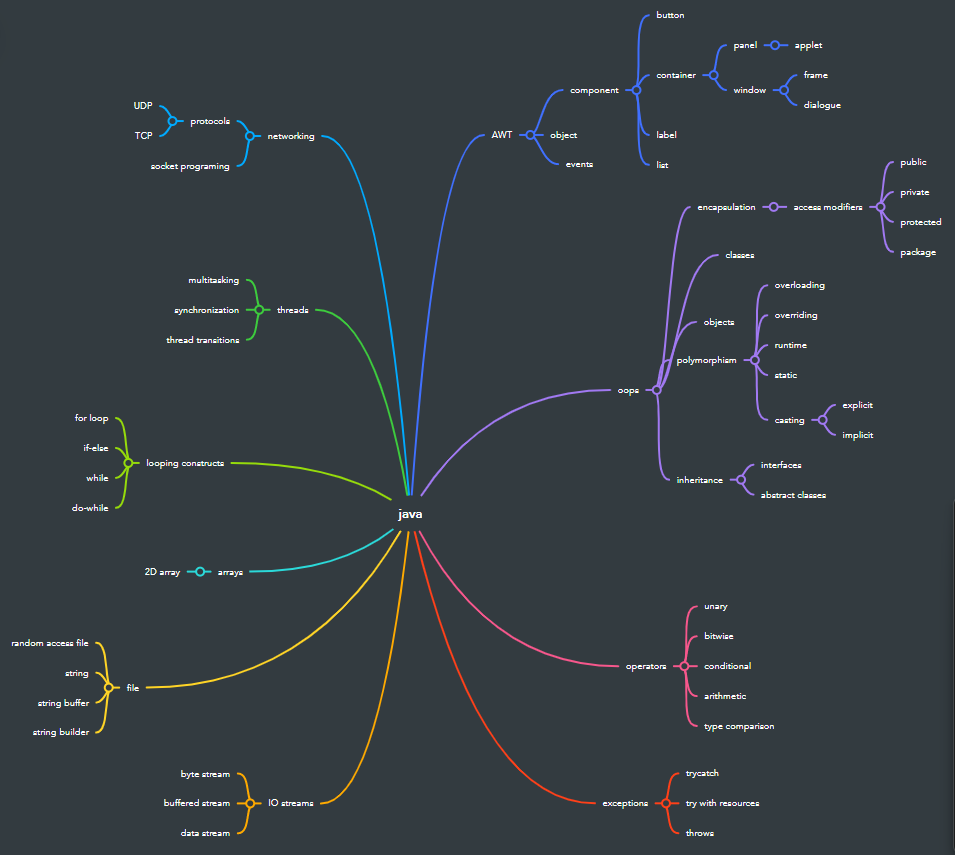 java
AWT
component
button
container
panel
applet
window
frame
dialogue
label
list
object
events
oops
encapsulation
access modifiers
public
private
protected
package
classes
objects
polymorphism
overloading
overriding
runtime
static
casting
explicit
implicit
inheritance
interfaces
abstract classes
operators
unary
bitwise
conditional
arithmetic
type comparison
exceptions
trycatch
try with resources
throws
networking
protocols
UDP
TCP
socket programing
threads
multitasking
synchronization
thread transitions
looping constructs
for loop
if-else
while
do-while
arrays
2D array
file
random access file
string
string buffer
string builder
IO streams
byte stream
buffered stream
data stream